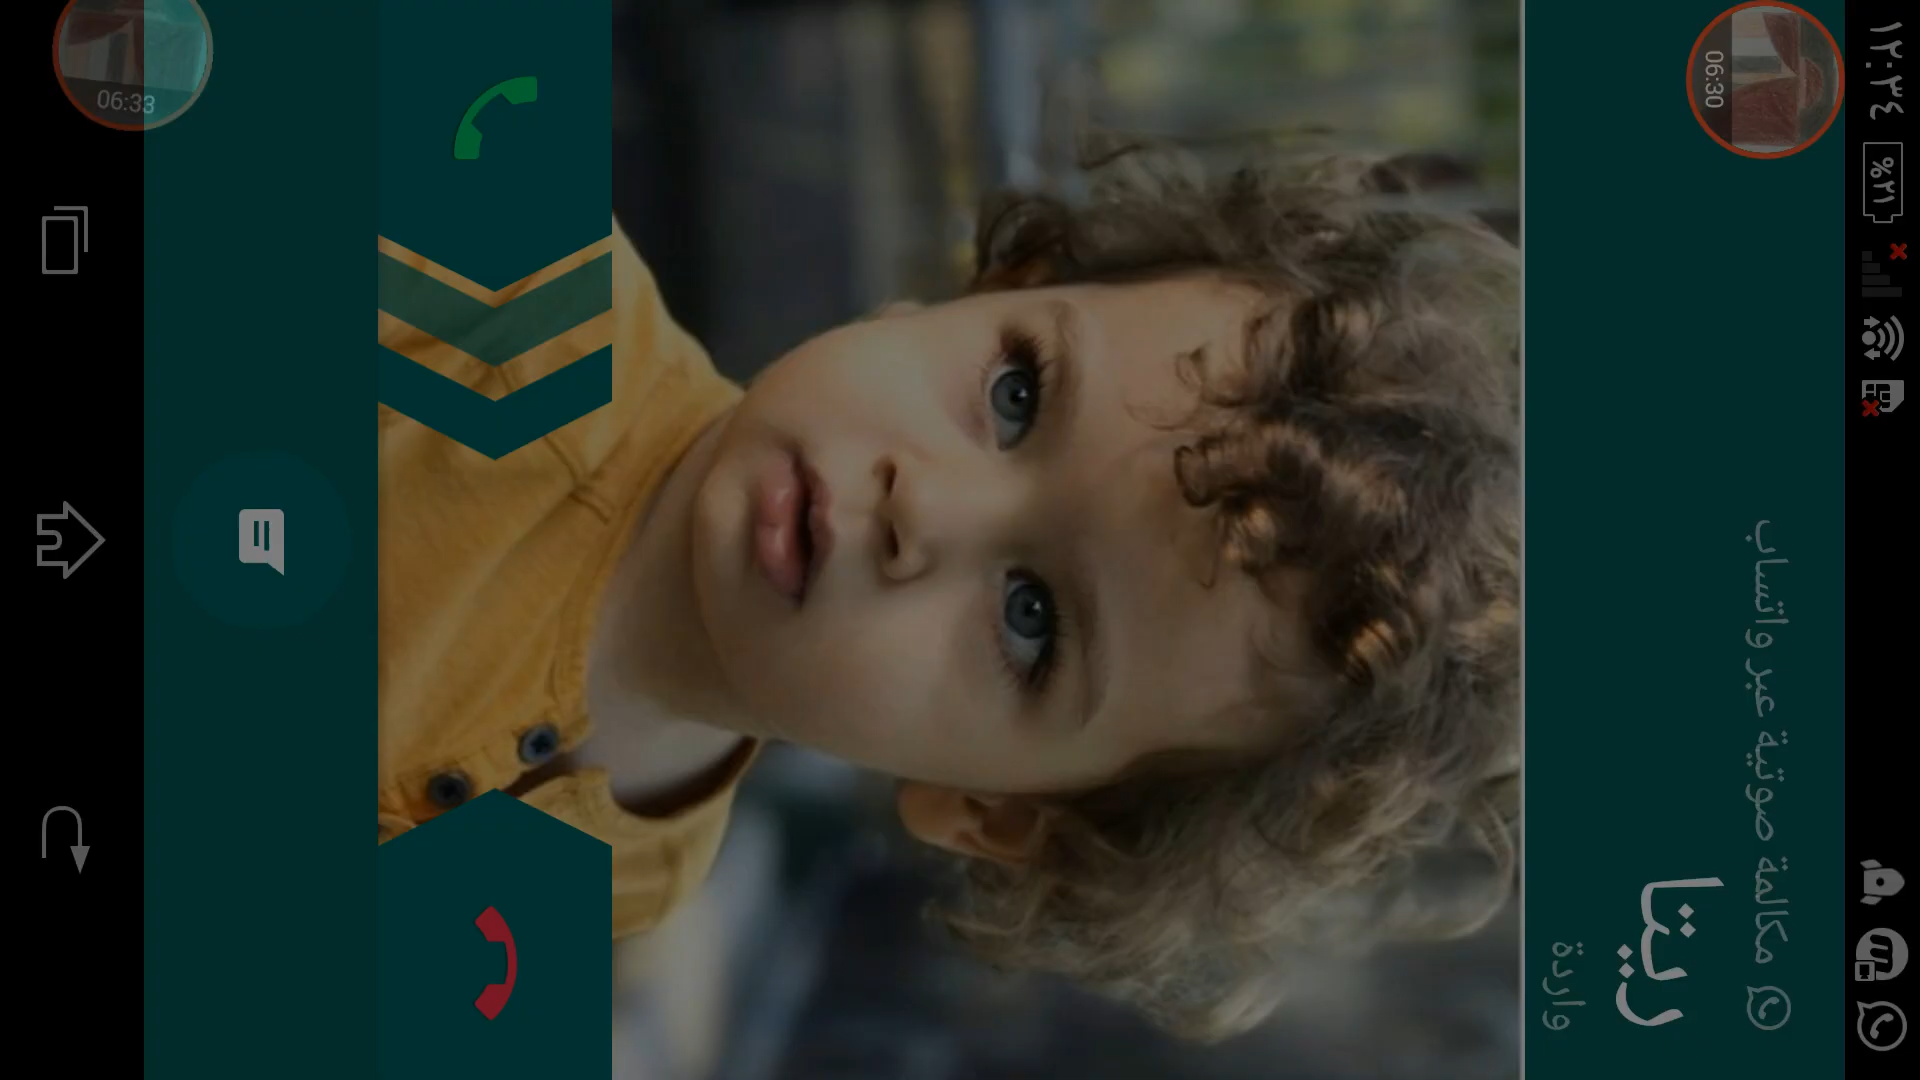 ١٢:٣٤
%٢١
مكالمة صوتية عبر واتساب
ريتا
واردة
06:30
06:33